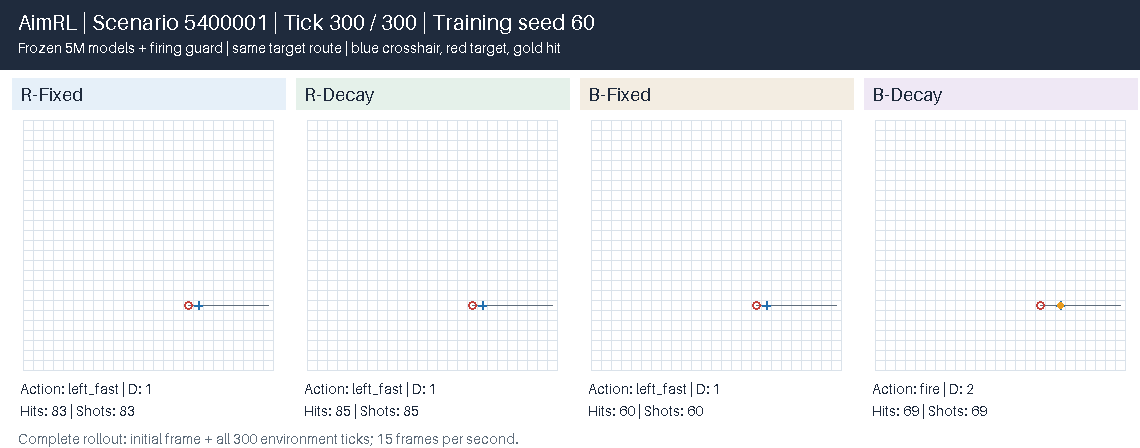 AimRL | Scenario 5400001 | Tick 300 / 300 | Training seed 60
Frozen 5M models + firing guard | same target route | blue crosshair, red target, gold hit
R-Fixed
R-Decay
B-Fixed
B-Decay
Action: left_fast | D: 1
Hits: 83 | Shots: 83
Action: left_fast | D: 1
Hits: 85 | Shots: 85
Action: left_fast | D: 1
Hits: 60 | Shots: 60
Action: fire | D: 2
Hits: 69 | Shots: 69
Complete rollout: initial frame + all 300 environment ticks; 15 frames per second.